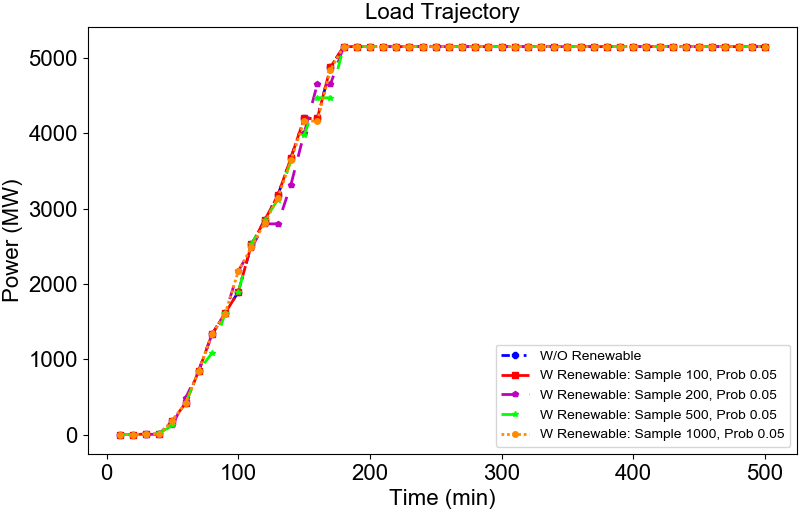 Load Trajectory
Power (MW)
5000
4000
3000
2000
1000
0
0 100 200 300 400 500
Time (min)
W/O Renewable
W Renewable: Sample 100, Prob 0.05
W Renewable: Sample 200, Prob 0.05
W Renewable: Sample 500, Prob 0.05
W Renewable: Sample 1000, Prob 0.05